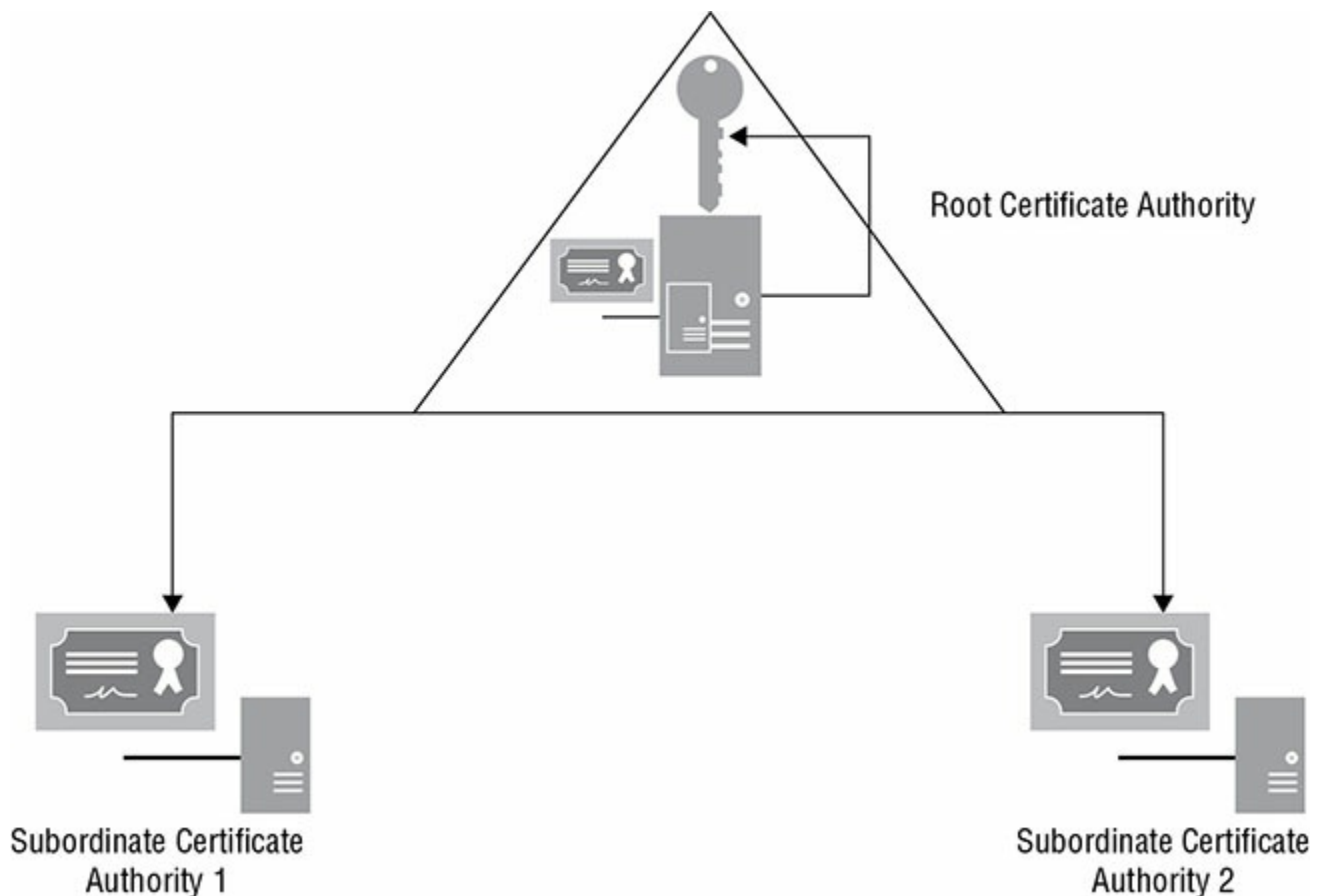 Root Certificate Authority
Subordinate Certificate
Authority 1
Subordinate Certificate
Authority 2